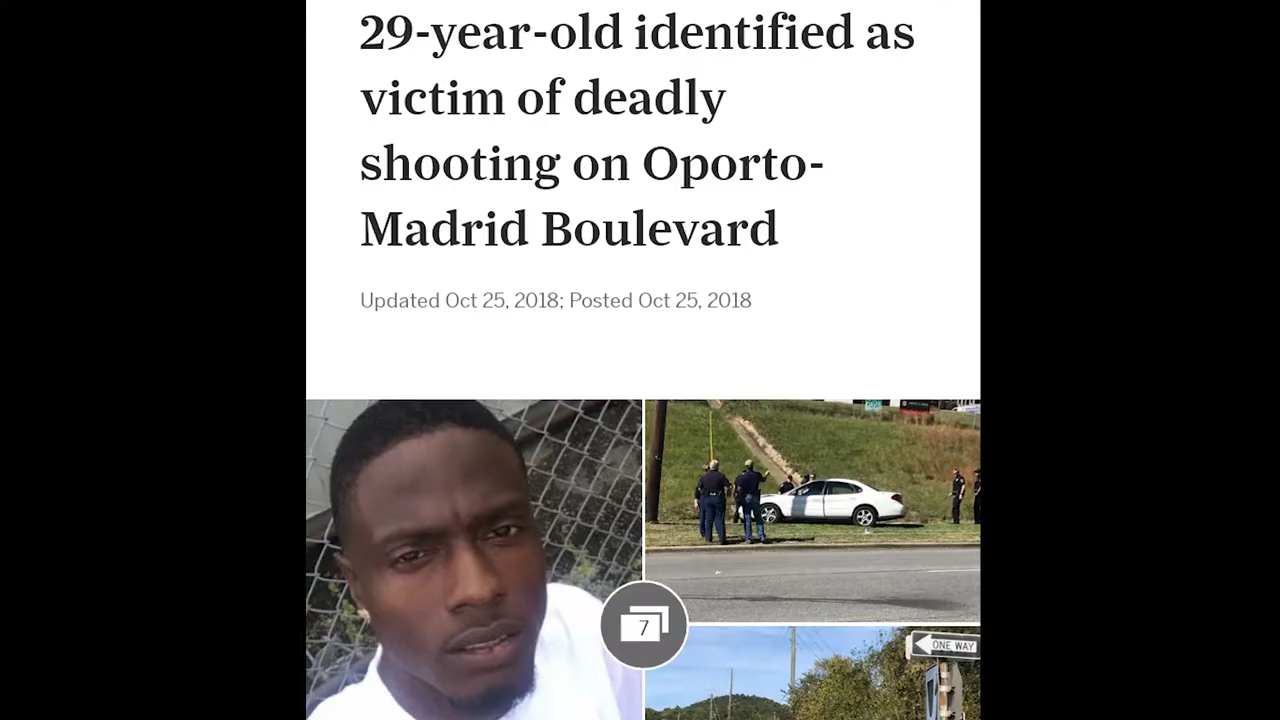 29-year-old identified as
victim of deadly
shooting on Oporto-
Madrid Boulevard
Updated Oct 25, 2018; Posted Oct 25, 2018
7
ONE WAY